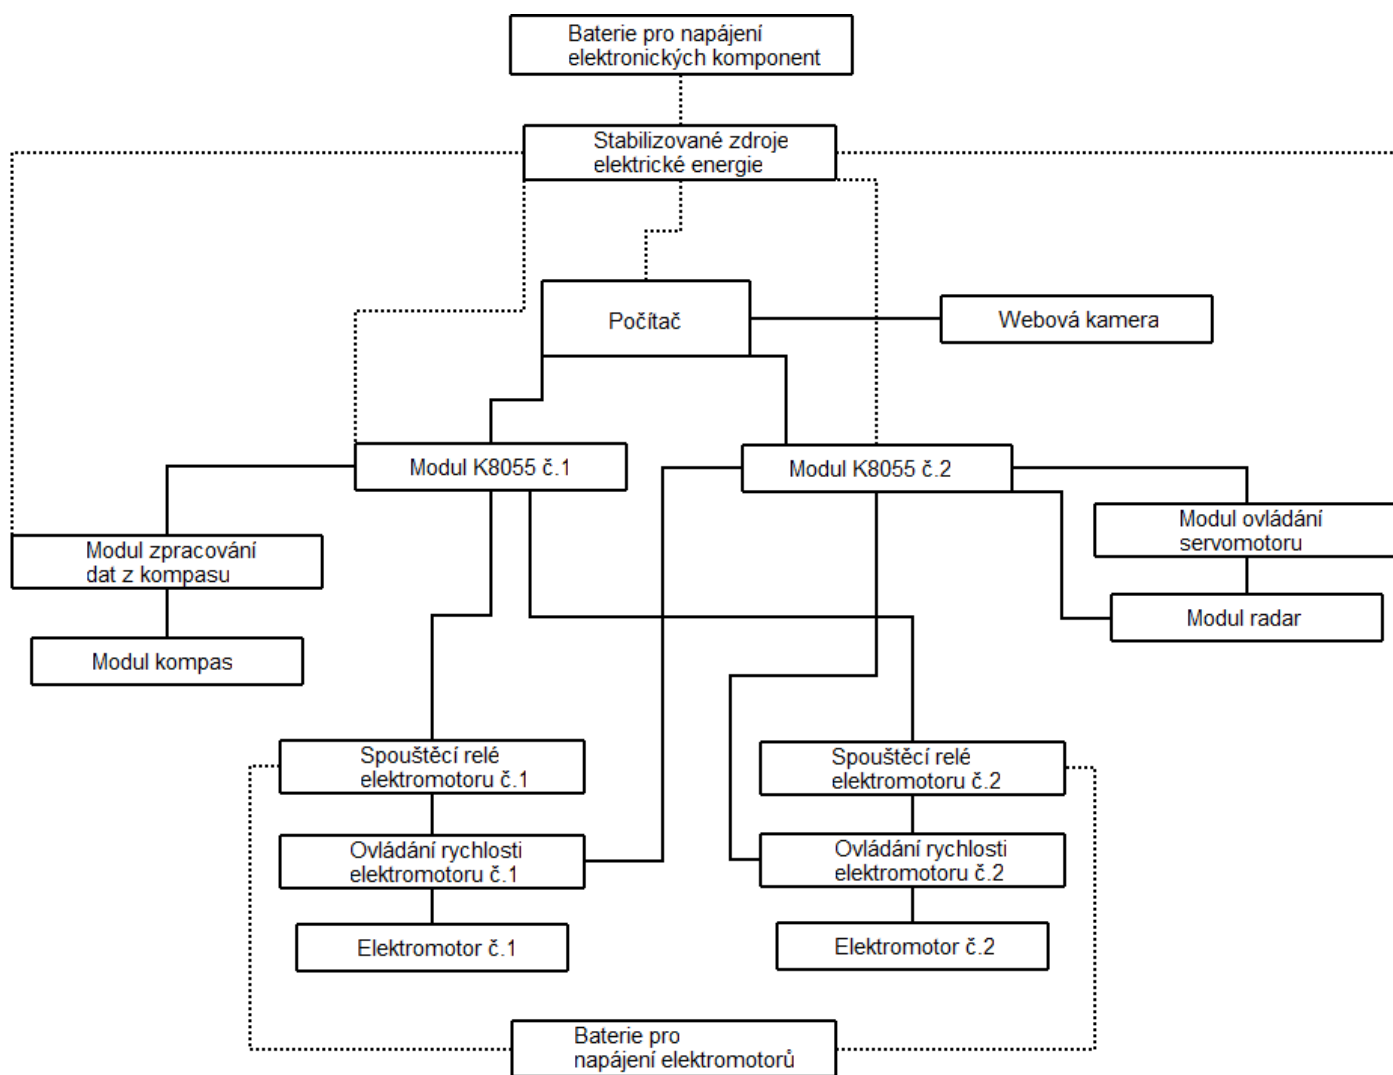 Baterie pro napájení
elektronických komponent
Stabilizované zdroje
elektrické energie
Počítač
Webová kamera
Modul K8055 č.1
Modul K8055 č.2
Modul ovládání
servomotoru
Modul zpracování
dat z kompasu
Modul radar
Modul kompas
Spouštěcí relé
elektromotoru č.1
Spouštěcí relé
elektromotoru č.2
Ovládání rychlosti
elektromotoru č.1
Ovládání rychlosti
elektromotoru č.2
Elektromotor č.1
Elektromotor č.2
Baterie pro
napájení elektromotorů